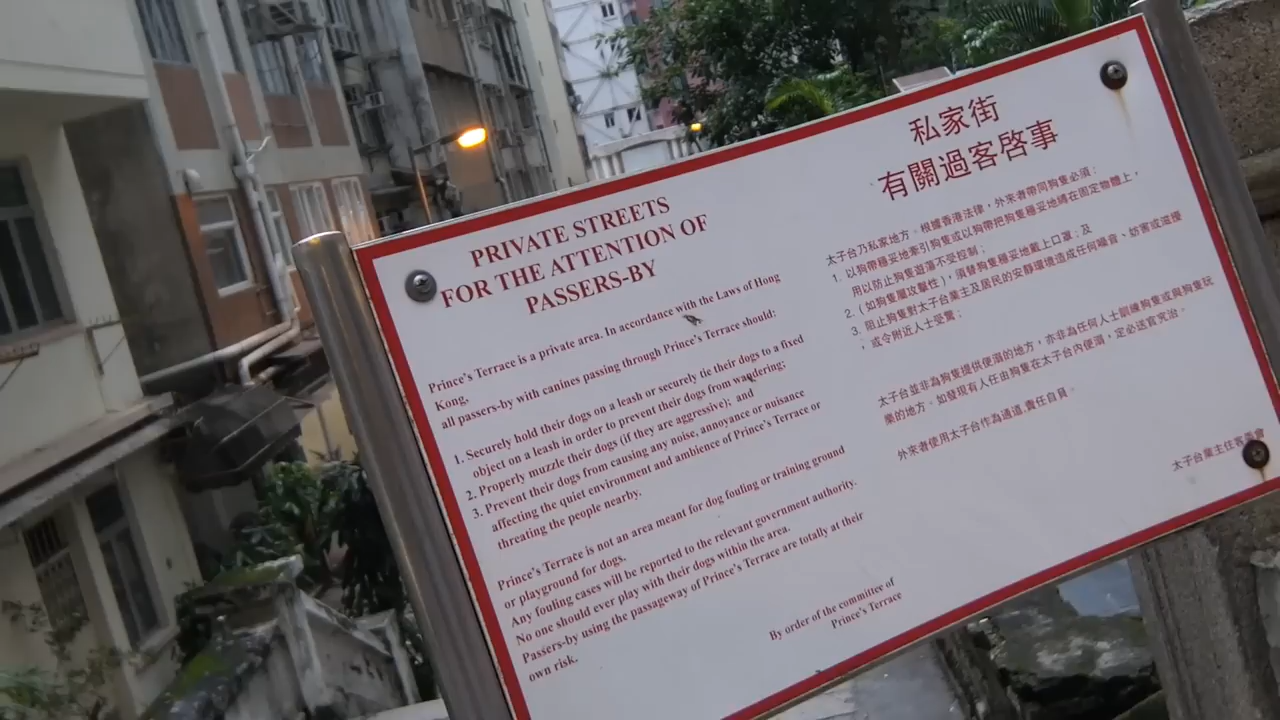 PRIVATE STREETS
FOR THE ATTENTION OF
PASSERS-BY
Prince's Terrace is a private area. In accordance with the Laws of Hong
Kong,
all passers-by with canines passing through Prince's Terrace should:
1. Securely hold their dogs on a leash or securely tie their dogs to a fixed
object on a leash in order to prevent their dogs from wandering;
2. Properly muzzle their dogs (if they are aggressive); and
3. Prevent their dogs from causing any noise, annoyance or nuisance
affecting the quiet environment and ambience of Prince's Terrace or
threating the people nearby.
Prince's Terrace is not an area meant for dog fouling or training ground
or playground for dogs.
Any fouling cases will be reported to the relevant government authority.
No one should ever play with their dogs within the area.
Passers-by using the passageway of Prince's Terrace are totally at their
own risk.
By order of the committee of
Prince's Terrace
私家街
有關過客啓事
太子台乃私家地方。根據香港法律，外來者帶同狗隻必須：
1. 以狗帶穩妥地牽引狗隻或以狗帶把狗隻穩妥地縛在固定物體上，
用以防止狗隻遊蕩不受控制；
2. (如狗隻屬攻擊性)，須替狗隻穩妥地戴上口罩；及
3. 阻止狗隻對太子台業主及居民的安靜環境造成任何噪音、妨害或滋擾
，或令附近人士受驚；
太子台並非為狗隻提供便溺的地方，亦非為任何人士訓練狗隻或與狗隻玩
樂的地方。如發現有人任由狗隻在太子台內便溺，定必送官究治。
外來者使用太子台作為通道，責任自負。
太子台業主住客委會